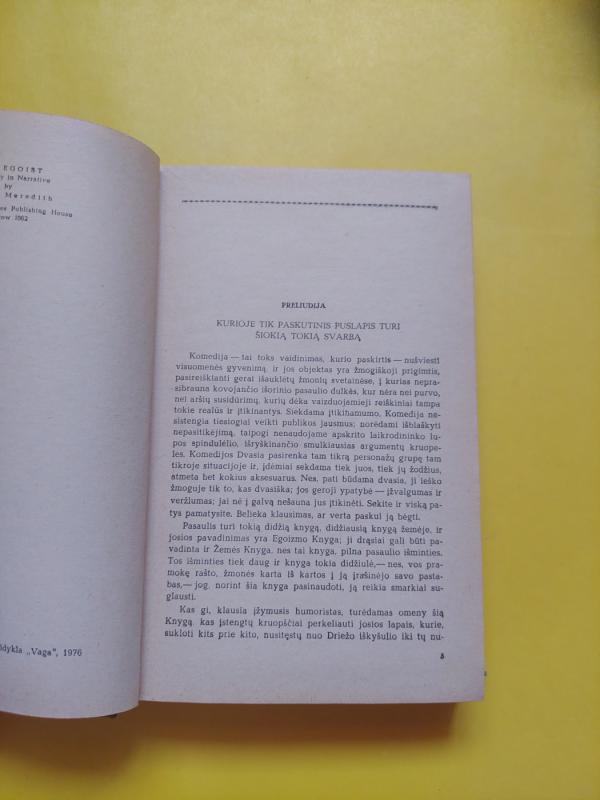 EGOIST
y in Narrative
by
Meredith
es Publishing House
ow 1962
ldykla „Vaga", 1976
PRELIUDIJA
KURIOJE TIK PASKUTINIS PUSLAPIS TURI
ŠIOKIĄ TOKIĄ SVARBĄ
Komedija — tai toks vaidinimas, kurio paskirtis — nušviesti
visuomenės gyvenimą, ir jos objektas yra žmogiškoji prigimtis,
pasireiškianti gerai išauklėtų žmonių svetainėse, į kurias nepra-
sibrauna kovojančio išorinio pasaulio dulkės, kur nėra nei purvo,
nei aršių susidūrimų, kurių dėka vaizduojamieji reiškiniai tampa
tokie realūs ir įtikinantys. Siekdama įtikinamumo, Komedija ne-
sistengia tiesiogiai veikti publikos jausmus; norėdami išblaškyti
nepasitikėjimą, taipogi nenaudojame apskrito laikrodininko lu-
pos spindulėlio, išryškinančio smulkiausias argumentų kruope-
les. Komedijos Dvasia pasirenka tam tikrą personažų grupę tam
tikroje situacijoje ir, įdėmiai sekdama tiek juos, tiek jų žodžius,
atmeta bet kokius aksesuarus. Nes, pati būdama dvasia, ji ieško
žmoguje tik to, kas dvasiška; jos geroji ypatybė — įžvalgumas ir
veržlumas; jai nė į galvą nešauna jus įtikinėti. Sekite ir viską pa-
tys pamatysite. Belieka klausimas, ar verta paskui ją bėgti.
Pasaulis turi tokią didžią knygą, didžiausią knygą žemėje, ir
josios pavadinimas yra Egoizmo Knyga; ji drąsiai gali būti pa-
vadinta ir Žemės Knyga, nes tai knyga, pilna pasaulio išminties.
Tos išminties tiek daug ir knyga tokia didžiulė,— nes, vos pra-
mokę rašto, žmonės karta iš kartos į ją įrašinėjo savo pasta-
bas,— jog, norint šia knyga pasinaudoti, ją reikia smarkiai su-
glausti.
Kas gi, klausia įžymusis humoristas, turėdamas omeny šią
Knygą, kas įstengtų kruopščiai perkeliauti josios lapais, kurie,
sukloti kits prie kito, nusitęstų nuo Driežo iškyšulio iki tų nu-
5